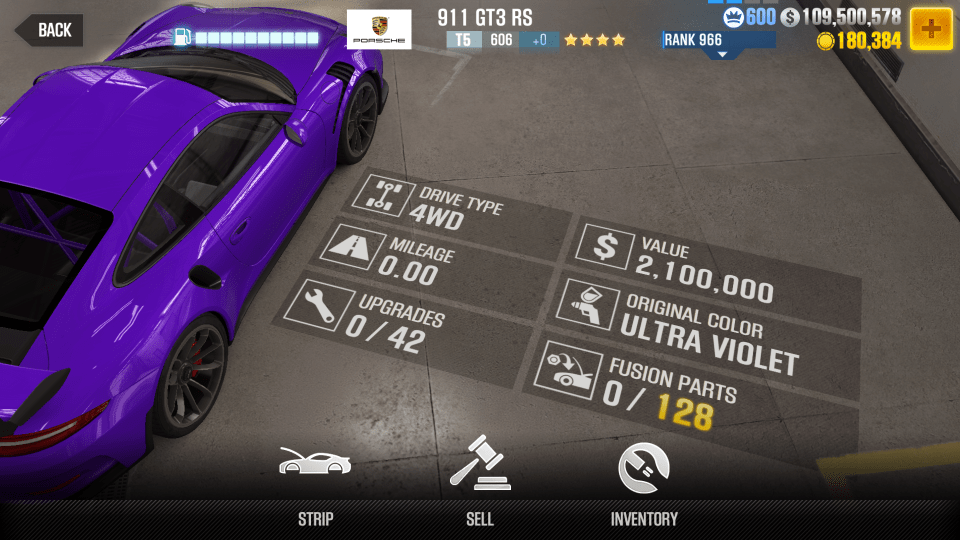 BACK
PORSCHE
911 GT3 RS
T5 606 +0
600 $ 109,500,578
RANK 966
180,384
DRIVE TYPE
4WD
MILEAGE
0.00
UPGRADES
0 / 42
$ VALUE
2,100,000
ORIGINAL COLOR
ULTRA VIOLET
FUSION PARTS
0 / 128
STRIP
SELL
INVENTORY